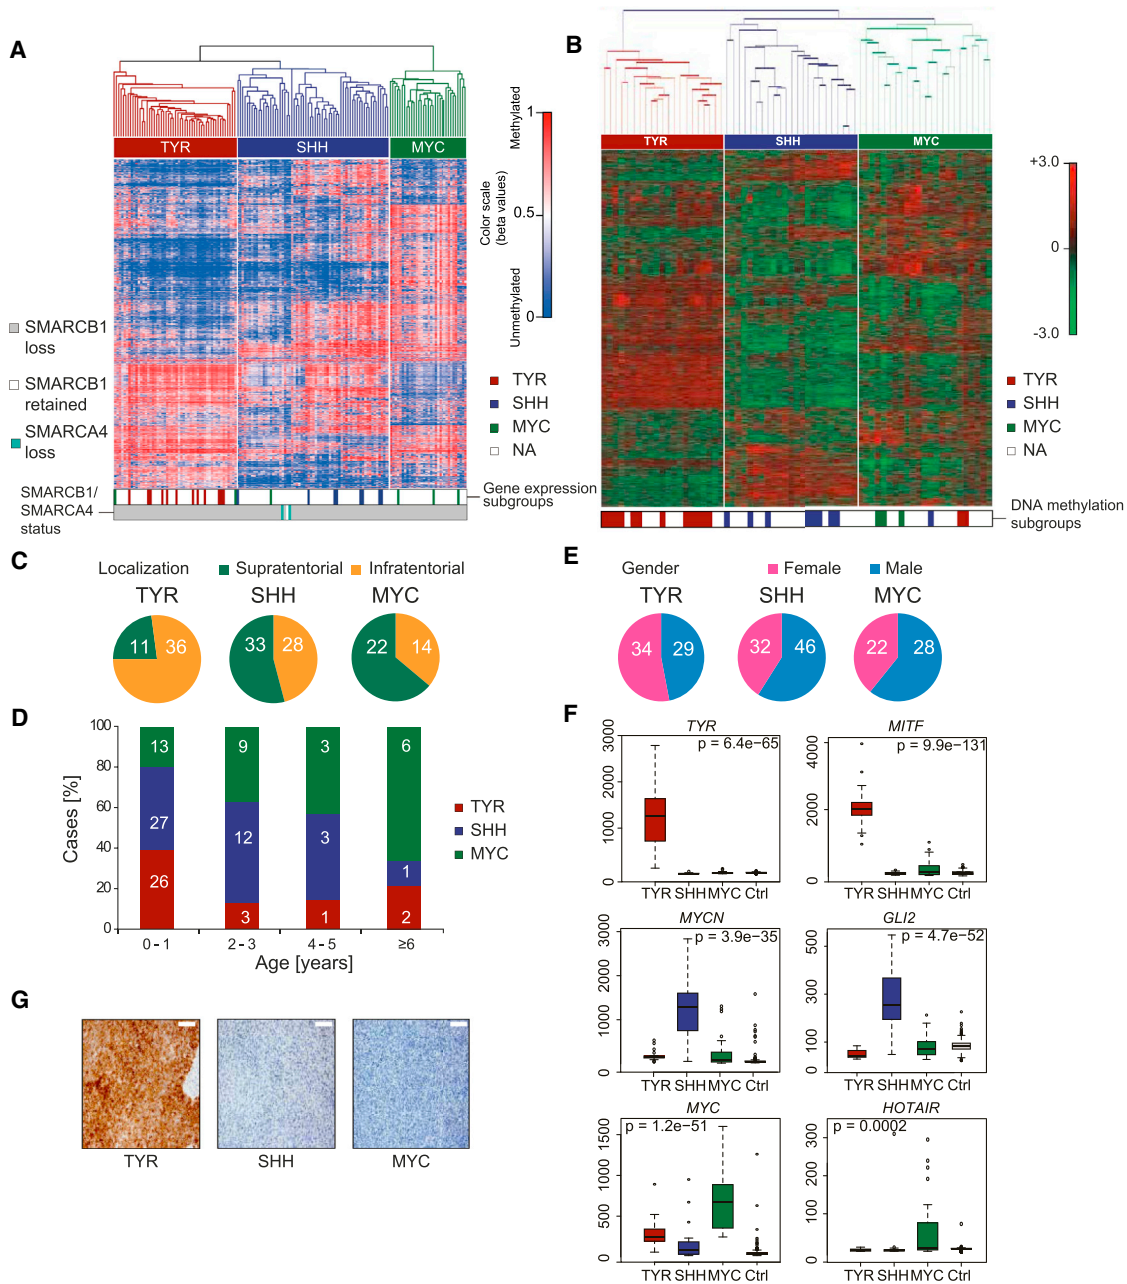 A
TYR
SHH
MYC
Methylated
Unmethylated
Color scale
(beta values)
1
0.5
0
SMARCB1
loss
SMARCB1
retained
SMARCA4
loss
TYR
SHH
MYC
NA
SMARCB1/
SMARCA4
status
Gene expression
subgroups
B
TYR
SHH
MYC
+3.0
0
-3.0
TYR
SHH
MYC
NA
DNA methylation
subgroups
C
Localization
Supratentorial
Infratentorial
TYR
SHH
MYC
11
36
33
28
22
14
E
Gender
Female
Male
TYR
SHH
MYC
34
29
32
46
22
28
D
100
80
60
40
20
0
Cases [%]
13
27
26
9
12
3
3
3
1
6
1
2
0-1
2-3
4-5
≥6
Age [years]
TYR
SHH
MYC
F
TYR
p = 6.4e−65
3000
2000
1000
0
TYR SHH MYC Ctrl
MITF
p = 9.9e−131
4000
2000
0
TYR SHH MYC Ctrl
MYCN
p = 3.9e−35
3000
2000
1000
0
TYR SHH MYC Ctrl
GLI2
p = 4.7e−52
500
300
100
0
TYR SHH MYC Ctrl
MYC
p = 1.2e−51
1500
1000
500
0
TYR SHH MYC Ctrl
HOTAIR
p = 0.0002
300
200
100
0
TYR SHH MYC Ctrl
G
TYR
SHH
MYC